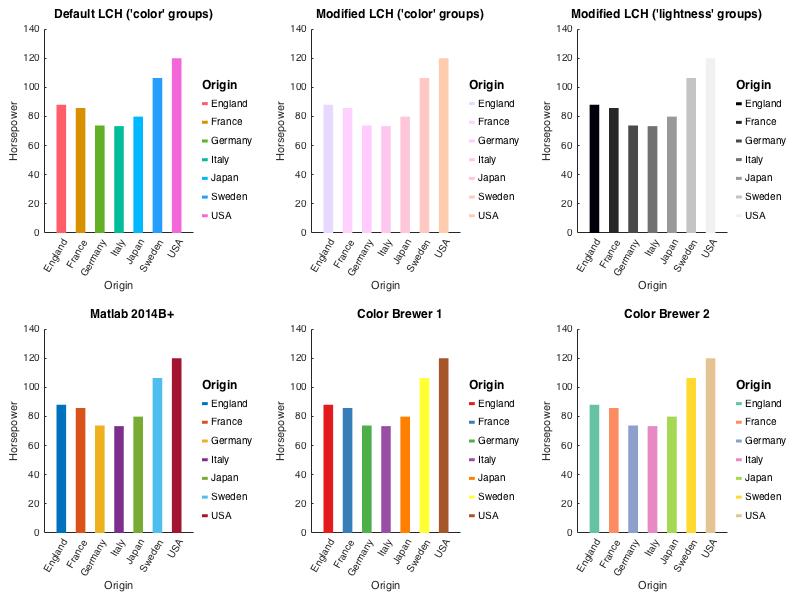 Default LCH ('color' groups)
140
120
100
80
60
40
20
0
Horsepower
England
France
Germany
Italy
Japan
Sweden
USA
Origin
Origin
England
France
Germany
Italy
Japan
Sweden
USA
Modified LCH ('color' groups)
140
120
100
80
60
40
20
0
Horsepower
England
France
Germany
Italy
Japan
Sweden
USA
Origin
Origin
England
France
Germany
Italy
Japan
Sweden
USA
Modified LCH ('lightness' groups)
140
120
100
80
60
40
20
0
Horsepower
England
France
Germany
Italy
Japan
Sweden
USA
Origin
Origin
England
France
Germany
Italy
Japan
Sweden
USA
Matlab 2014B+
140
120
100
80
60
40
20
0
Horsepower
England
France
Germany
Italy
Japan
Sweden
USA
Origin
Origin
England
France
Germany
Italy
Japan
Sweden
USA
Color Brewer 1
140
120
100
80
60
40
20
0
Horsepower
England
France
Germany
Italy
Japan
Sweden
USA
Origin
Origin
England
France
Germany
Italy
Japan
Sweden
USA
Color Brewer 2
140
120
100
80
60
40
20
0
Horsepower
England
France
Germany
Italy
Japan
Sweden
USA
Origin
Origin
England
France
Germany
Italy
Japan
Sweden
USA